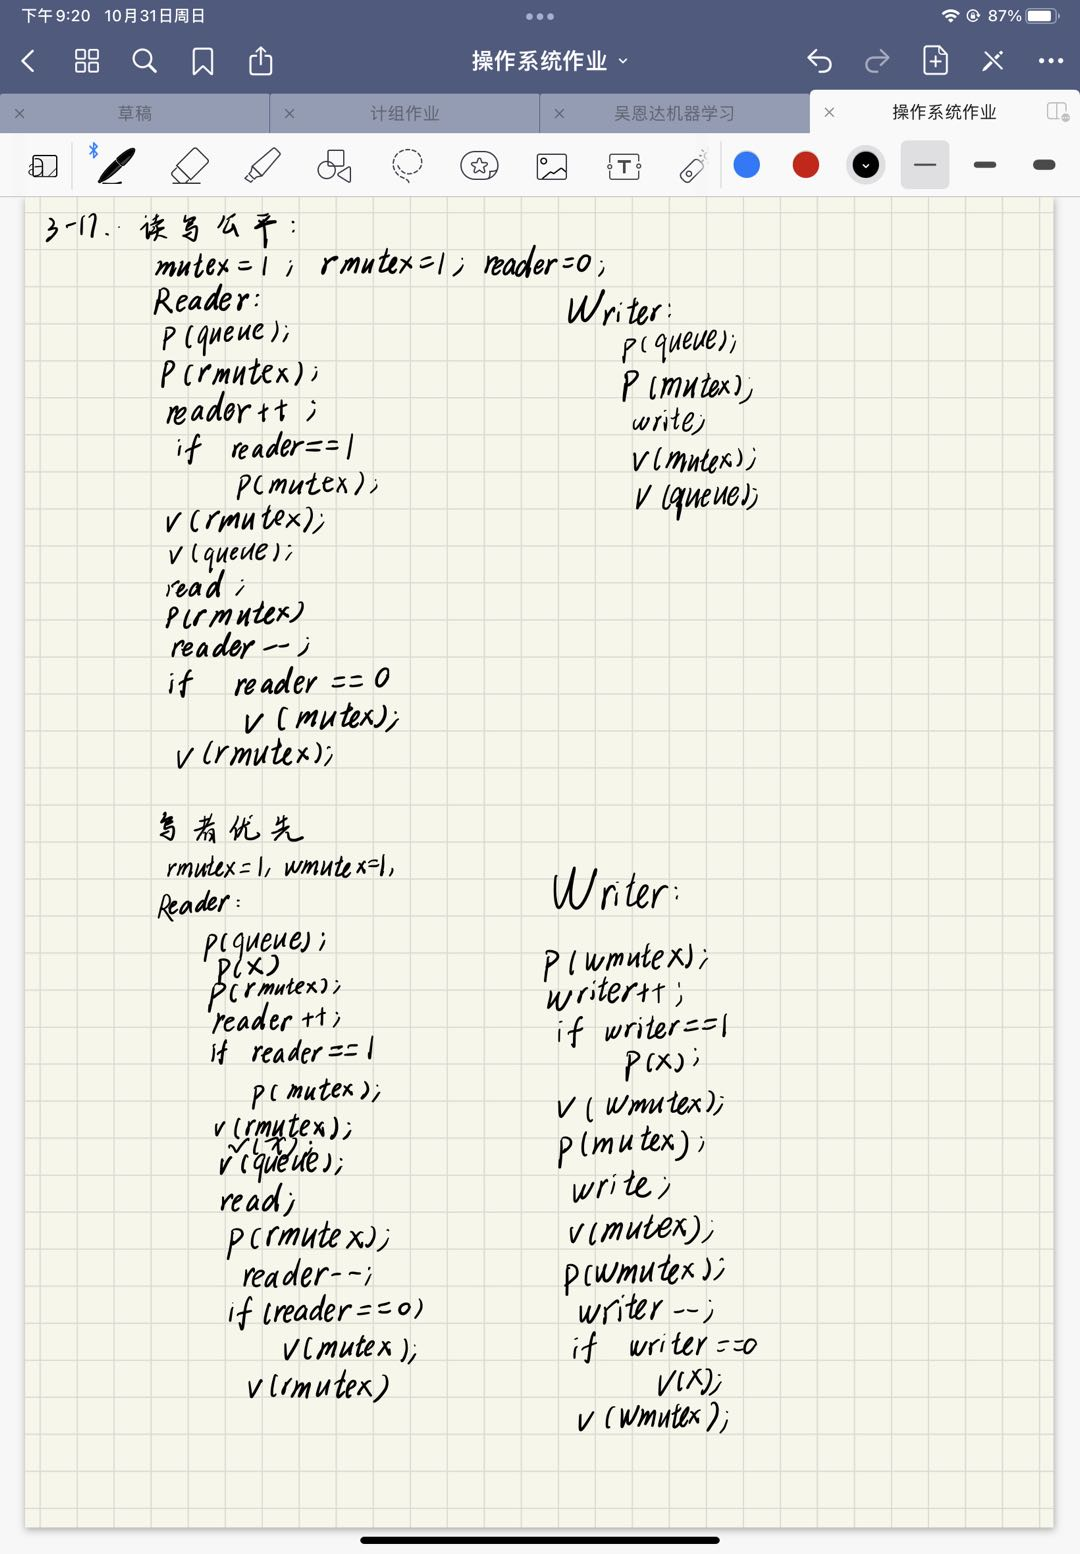 下午9:20 10月31日周日
87%
操作系统作业
草稿
计组作业
吴恩达机器学习
操作系统作业
3-17. 读写公平:
mutex=1; rmutex=1; reader=0;
Reader:
P(queue);
P(rmutex);
reader++;
if reader==1
P(mutex);
V(rmutex);
V(queue);
read;
P(rmutex)
reader--;
if reader==0
V(mutex);
V(rmutex);
Writer:
P(queue);
P(mutex);
write;
V(mutex);
V(queue);
写者优先
rmutex=1, wmutex=1,
Reader:
P(queue);
P(X)
P(rmutex);
reader++;
if reader==1
P(mutex);
V(rmutex);
V(X);
V(queue);
read;
P(rmutex);
reader--;
if(reader==0)
V(mutex);
V(rmutex)
Writer:
P(wmutex);
writer++;
if writer==1
P(X);
V(wmutex);
P(mutex);
write;
V(mutex);
P(wmutex);
writer--;
if writer==0
V(X);
V(wmutex);